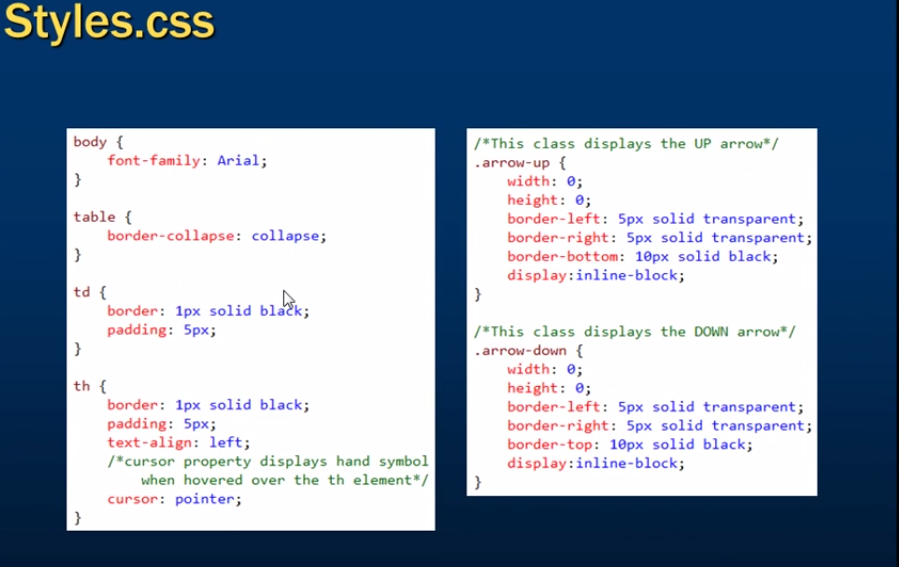 Styles.css
body {
    font-family: Arial;
}
table {
    border-collapse: collapse;
}
td {
    border: 1px solid black;
    padding: 5px;
}
th {
    border: 1px solid black;
    padding: 5px;
    text-align: left;
    /*cursor property displays hand symbol
        when hovered over the th element*/
    cursor: pointer;
}
/*This class displays the UP arrow*/
.arrow-up {
    width: 0;
    height: 0;
    border-left: 5px solid transparent;
    border-right: 5px solid transparent;
    border-bottom: 10px solid black;
    display:inline-block;
}
/*This class displays the DOWN arrow*/
.arrow-down {
    width: 0;
    height: 0;
    border-left: 5px solid transparent;
    border-right: 5px solid transparent;
    border-top: 10px solid black;
    display:inline-block;
}